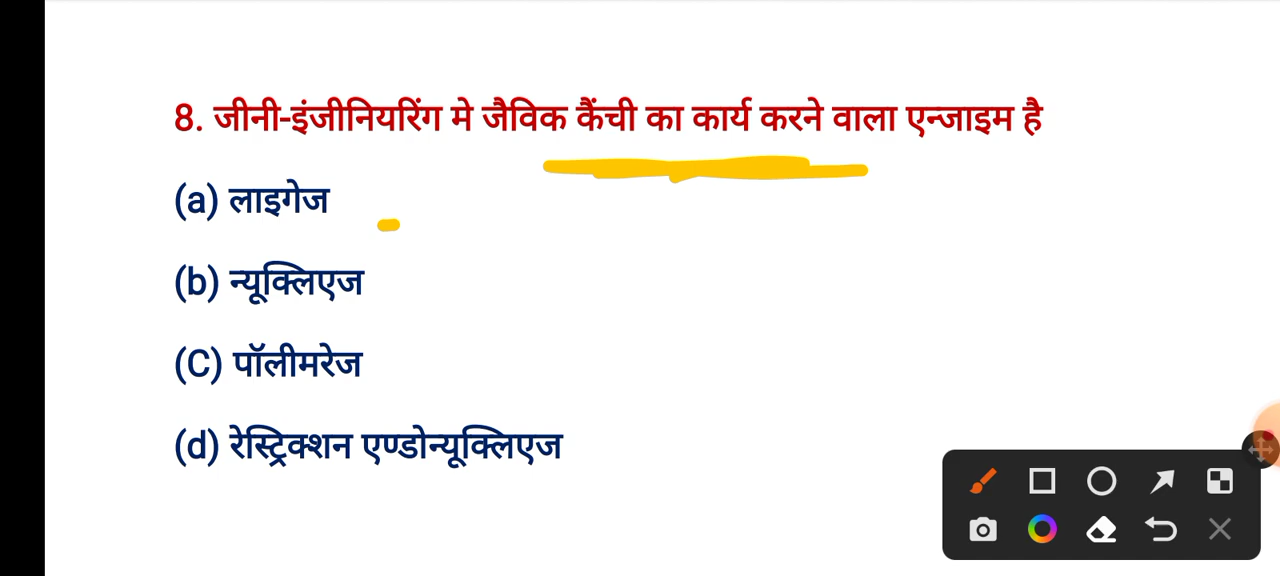 8. जीनी-इंजीनियरिंग मे जैविक कैंची का कार्य करने वाला एन्जाइम है
(a) लाइगेज
(b) न्यूक्लिएज
(C) पॉलीमरेज
(d) रेस्ट्रिक्शन एण्डोन्यूक्लिएज